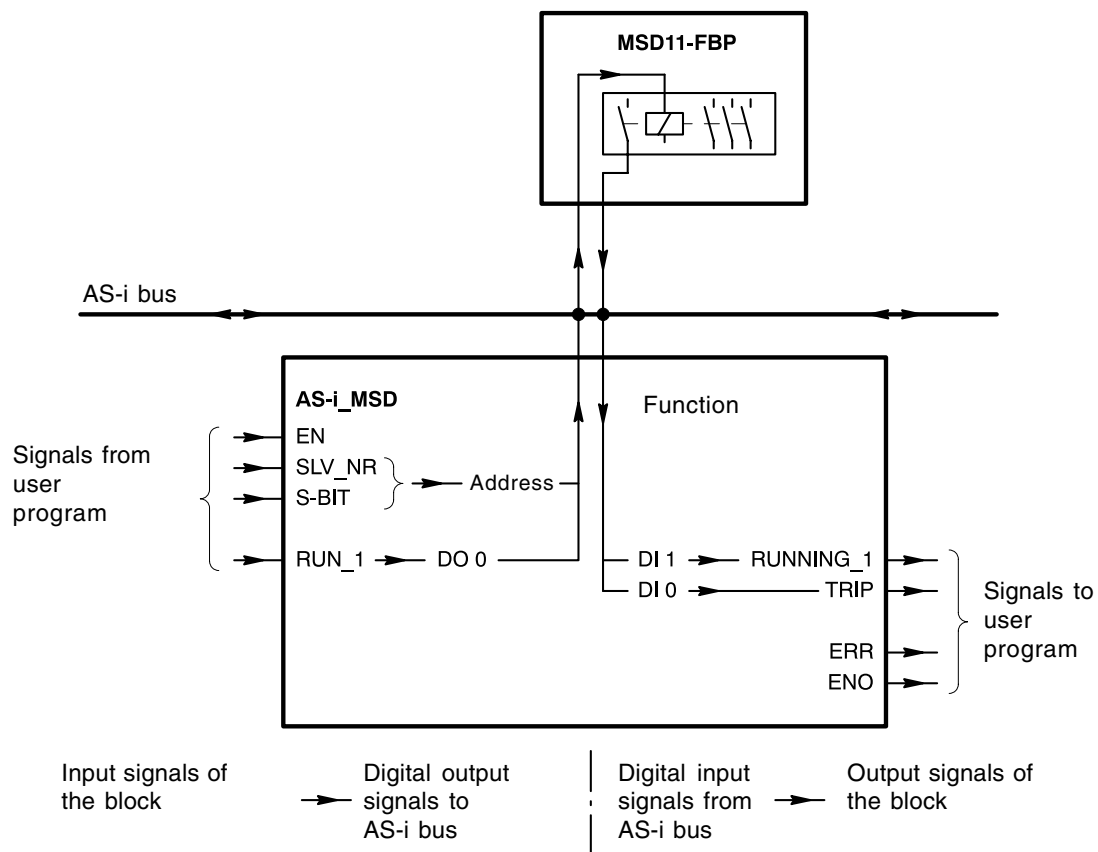 MSD11-FBP
AS-i bus
AS-i_MSD
Function
Signals from
user
program
EN
SLV_NR
S-BIT
Address
RUN_1
DO 0
DI 1
RUNNING_1
DI 0
TRIP
ERR
ENO
Signals to
user
program
Input signals of
the block
Digital output
signals to
AS-i bus
Digital input
signals from
AS-i bus
Output signals of
the block